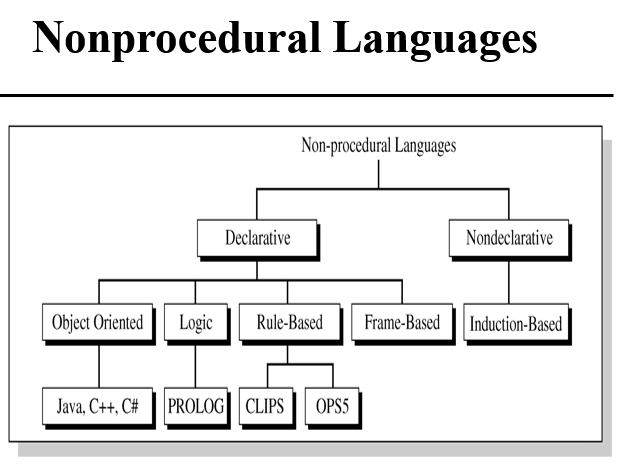 Nonprocedural Languages
Non-procedural Languages
Declarative
Nondeclarative
Object Oriented
Logic
Rule-Based
Frame-Based
Induction-Based
Java, C++, C#
PROLOG
CLIPS
OPS5